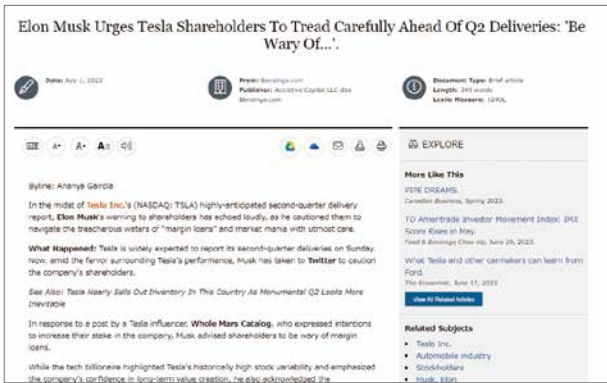 Elon Musk Urges Tesla Shareholders To Tread Carefully Ahead Of Q2 Deliveries: 'Be
Wary Of...'.
Date: July 1, 2023
From: Benzinga.com
Publisher: Accretive Capital LLC dba
Benzinga.com
Document Type: Brief article
Length: 345 words
Lexile Measure: 1240L
EXPLORE
Byline: Ananya Gairola
In the midst of Tesla Inc.'s (NASDAQ: TSLA) highly-anticipated second-quarter delivery
report, Elon Musk's warning to shareholders has echoed loudly, as he cautioned them to
navigate the treacherous waters of "margin loans" and market mania with utmost care.
What Happened: Tesla is widely expected to report its second-quarter deliveries on Sunday.
Now, amid the fervor surrounding Tesla's performance, Musk has taken to Twitter to caution
the company's shareholders.
See Also: Tesla Nearly Sells Out Inventory In This Country As Monumental Q2 Looks More
Inevitable
In response to a post by a Tesla influencer, Whole Mars Catalog, who expressed intentions
to increase their stake in the company, Musk advised shareholders to be wary of margin
loans.
While the tech billionaire highlighted Tesla's historically high stock variability and emphasized
the company's confidence in long-term value creation, he also acknowledged the
More Like This
PIPE DREAMS.
Canadian Business, Spring 2023.
TD Ameritrade Investor Movement Index: IMX
Score Rises in May.
Food & Beverage Close-Up, June 29, 2023
What Tesla and other carmakers can learn from
Ford.
The Economist, June 17, 2023
View All Related Articles
Related Subjects
Tesla Inc.
Automobile industry
Stockholders
Musk, Elon